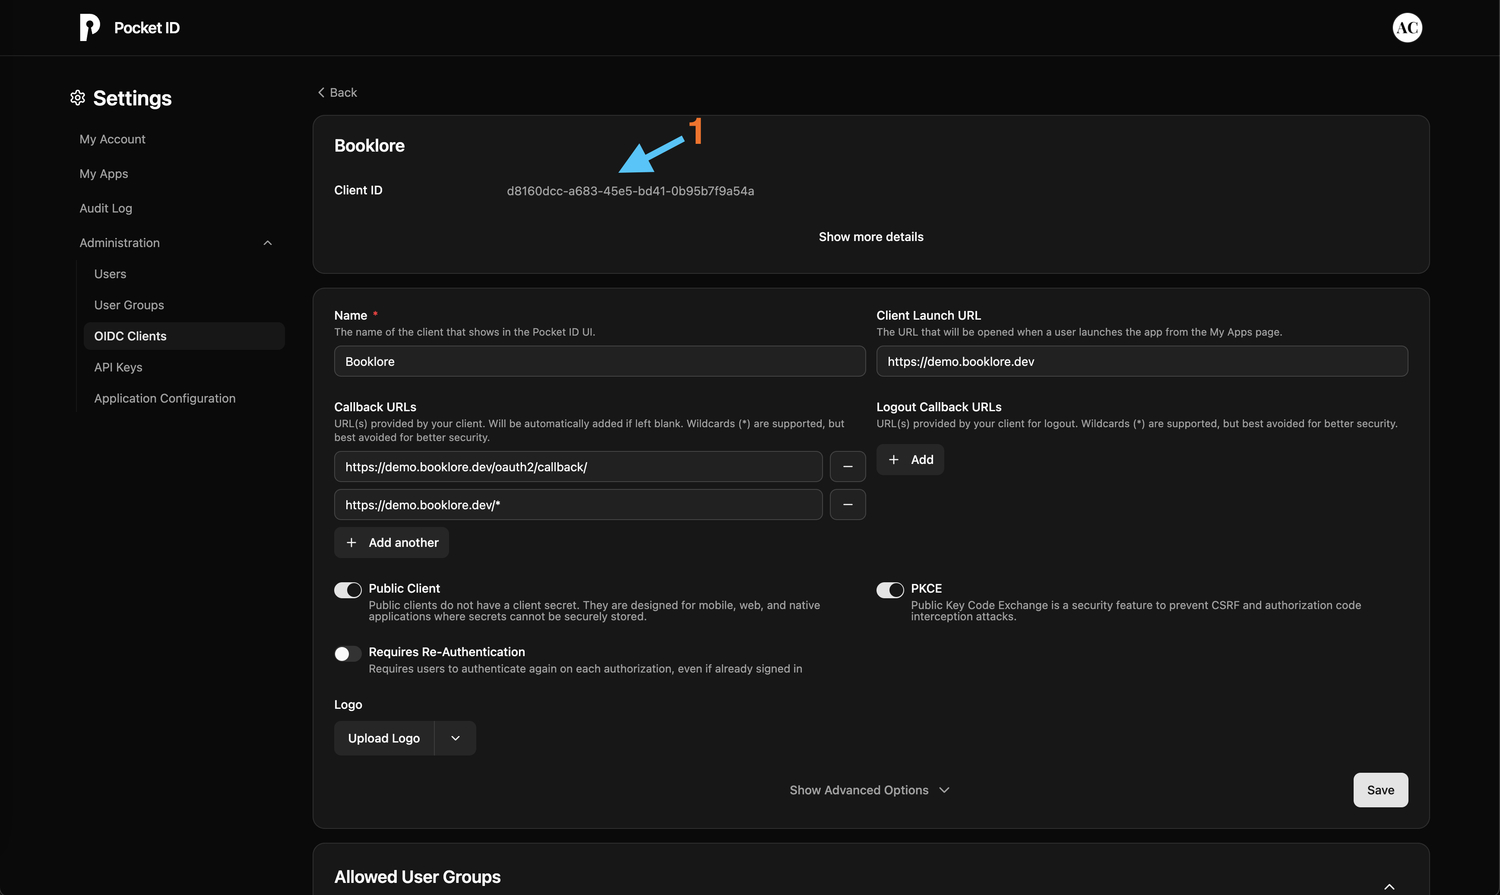 Pocket ID
AC
Settings
My Account
My Apps
Audit Log
Administration
Users
User Groups
OIDC Clients
API Keys
Application Configuration
Back
Booklore
1
Client ID
d8160dcc-a683-45e5-bd41-0b95b7f9a54a
Show more details
Name *
The name of the client that shows in the Pocket ID UI.
Booklore
Client Launch URL
The URL that will be opened when a user launches the app from the My Apps page.
https://demo.booklore.dev
Callback URLs
URL(s) provided by your client. Will be automatically added if left blank. Wildcards (*) are supported, but
best avoided for better security.
https://demo.booklore.dev/oauth2/callback/
https://demo.booklore.dev/*
Add another
Logout Callback URLs
URL(s) provided by your client for logout. Wildcards (*) are supported, but best avoided for better security.
Add
Public Client
Public clients do not have a client secret. They are designed for mobile, web, and native
applications where secrets cannot be securely stored.
PKCE
Public Key Code Exchange is a security feature to prevent CSRF and authorization code
interception attacks.
Requires Re-Authentication
Requires users to authenticate again on each authorization, even if already signed in
Logo
Upload Logo
Show Advanced Options
Save
Allowed User Groups